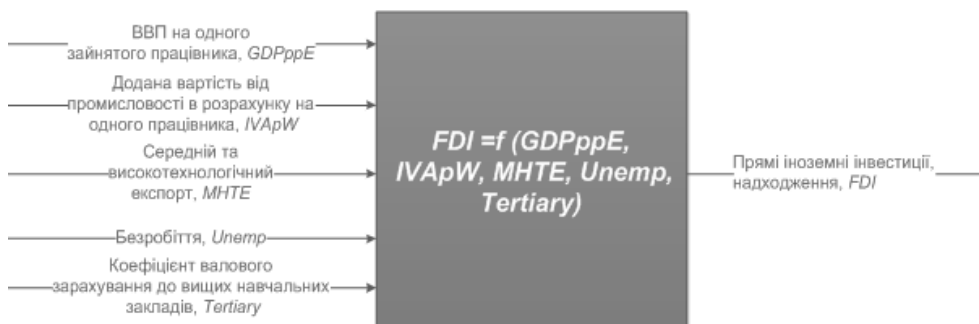 ВВП на одного
зайнятого працівника, GDPppE
Додана вартість від
промисловості в розрахунку на
одного працівника, IVApW
Середній та
високотехнологічний
експорт, MHTE
Безробіття, Unemp
Коефіцієнт валового
зарахування до вищих навчальних
закладів, Tertiary
FDI =f (GDPppE,
IVApW, MHTE, Unemp,
Tertiary)
Прямі іноземні інвестиції,
надходження, FDI